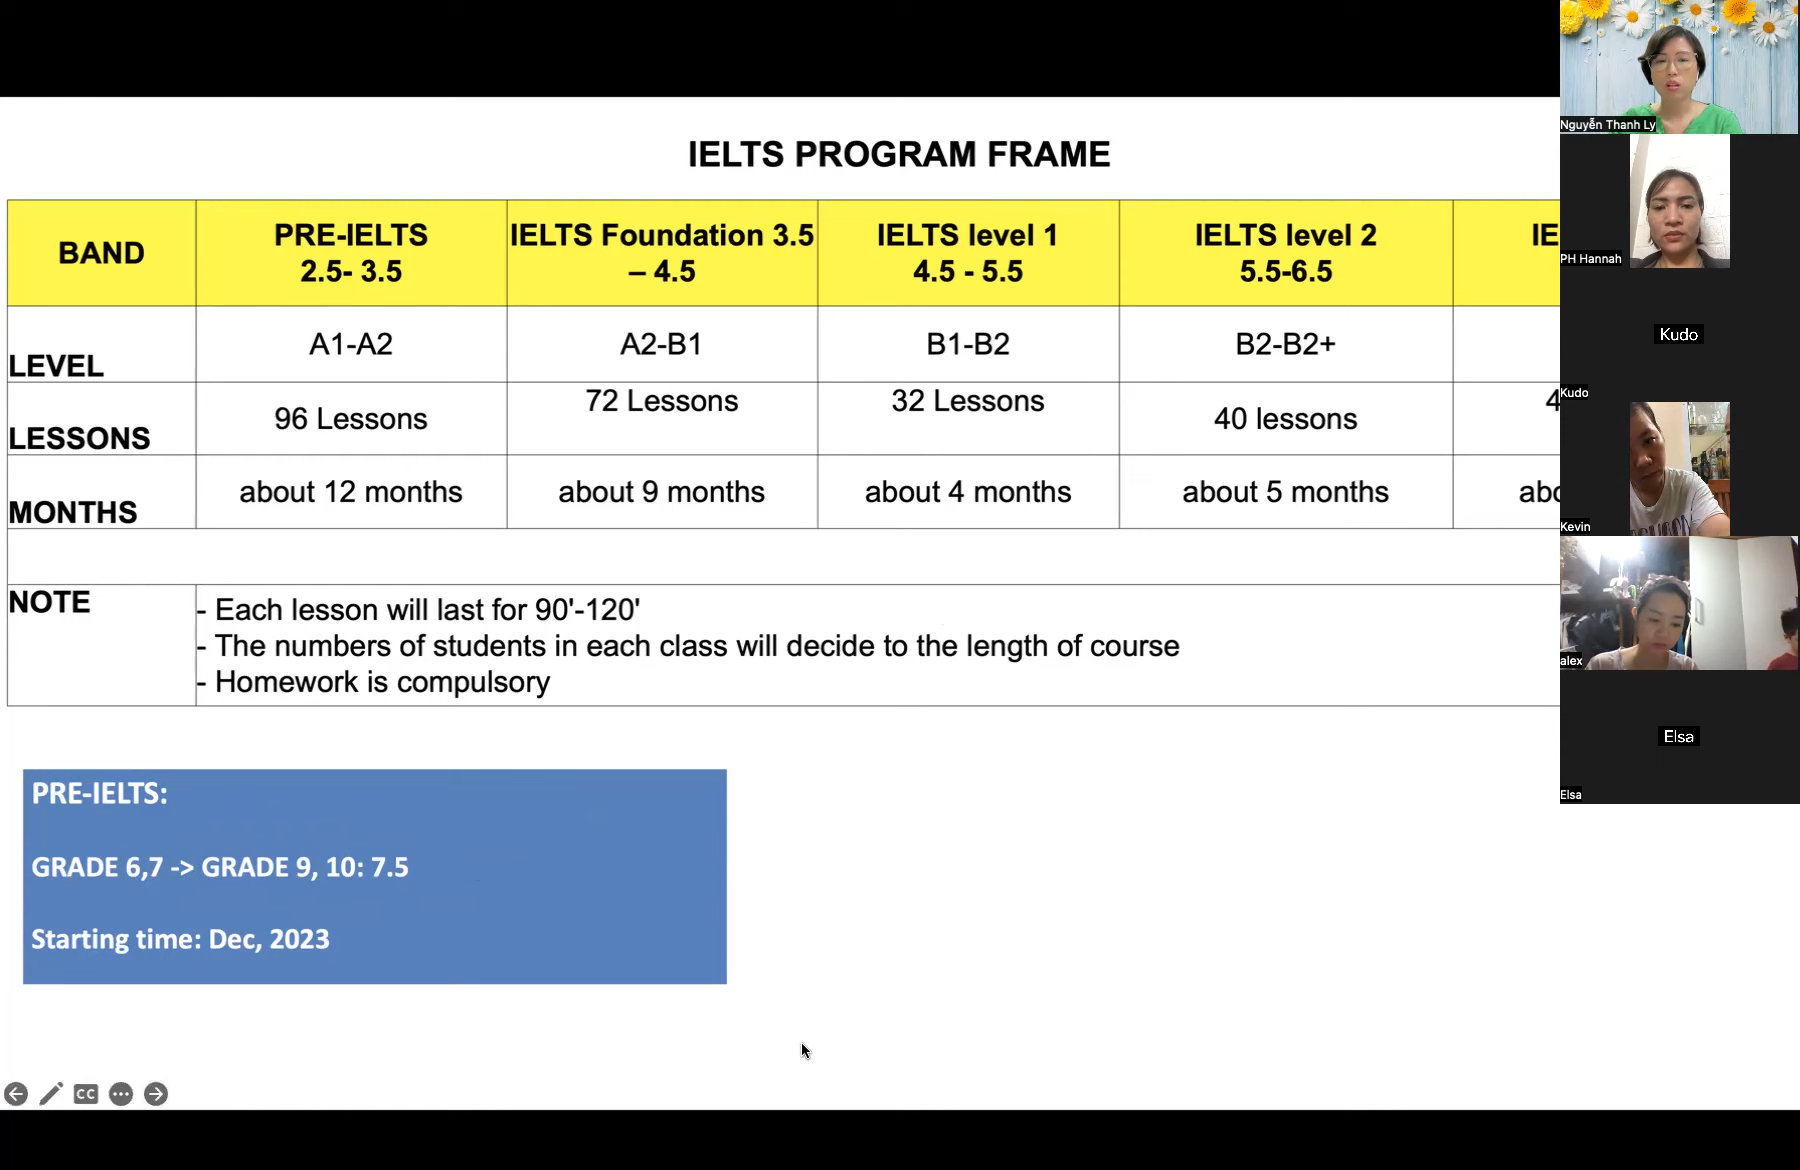 IELTS PROGRAM FRAME
BAND
PRE-IELTS
2.5- 3.5
IELTS Foundation 3.5
– 4.5
IELTS level 1
4.5 - 5.5
IELTS level 2
5.5-6.5
IE
LEVEL
A1-A2
A2-B1
B1-B2
B2-B2+
LESSONS
96 Lessons
72 Lessons
32 Lessons
40 lessons
4
MONTHS
about 12 months
about 9 months
about 4 months
about 5 months
NOTE
- Each lesson will last for 90'-120'
- The numbers of students in each class will decide to the length of course
- Homework is compulsory
PRE-IELTS:
GRADE 6,7 -> GRADE 9, 10: 7.5
Starting time: Dec, 2023
CC
Nguyễn Thanh Ly
PH Hannah
Kudo
Kudo
Kevin
alex
Elsa
Elsa